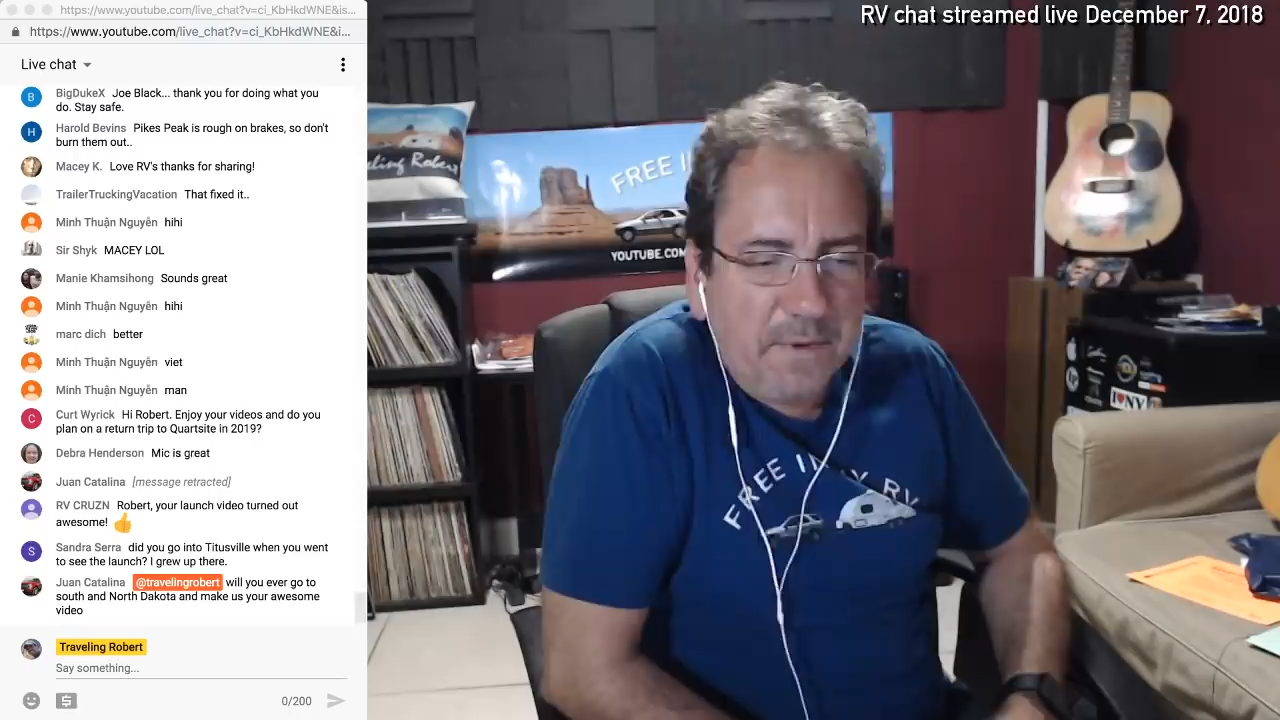 https://www.youtube.com/live_chat?v=ci_KbHkdWNE&is...
https://www.youtube.com/live_chat?v=ci_KbHkdWNE&i...
RV chat streamed live December 7, 2018
Live chat
BigDukeX Joe Black... thank you for doing what you
do. Stay safe.
Harold Bevins Pikes Peak is rough on brakes, so don't
burn them out..
Macey K. Love RV's thanks for sharing!
TrailerTruckingVacation That fixed it..
Minh Thuận Nguyễn hihi
Sir Shyk MACEY LOL
Manie Khamsihong Sounds great
Minh Thuận Nguyễn hihi
marc dich better
Minh Thuận Nguyễn viet
Minh Thuận Nguyễn man
Curt Wyrick Hi Robert. Enjoy your videos and do you
plan on a return trip to Quartsite in 2019?
Debra Henderson Mic is great
Juan Catalina [message retracted]
RV CRUZN Robert, your launch video turned out
awesome! 👍
Sandra Serra did you go into Titusville when you went
to see the launch? I grew up there.
Juan Catalina @travelingrobert will you ever go to
south and North Dakota and make us your awesome
video
Traveling Robert
Say something...
0/200
FREE
YOUTUBE.COM
FREE IN MY RV
I ♥ NY